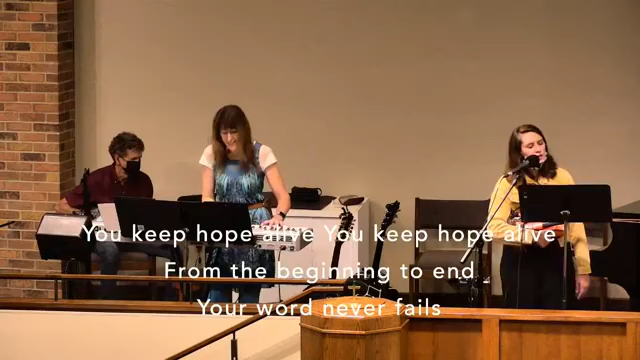 You keep hope alive You keep hope alive
From the beginning to end
Your word never fails